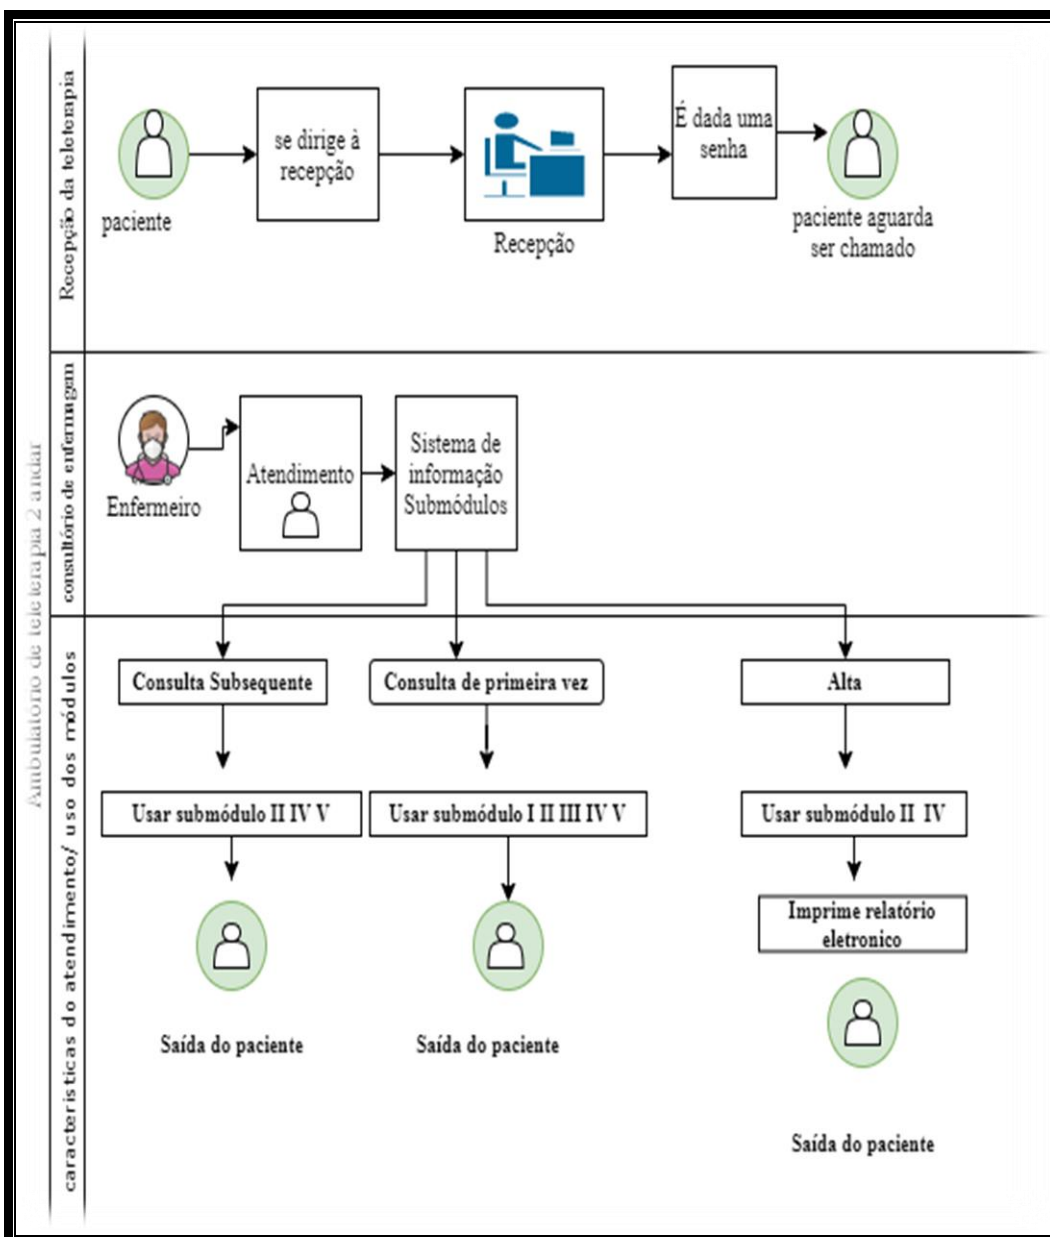 Ambulatorio de teleterapia 2 andar
Recepção da teleterapia
paciente
se dirige à
recepção
Recepção
É dada uma
senha
paciente aguarda
ser chamado
consultório de enfermagem
Enfermeiro
Atendimento
Sistema de
informação
Submódulos
caracteristicas do atendimento/ uso dos módulos
Consulta Subsequente
Consulta de primeira vez
Alta
Usar submódulo II IV V
Usar submódulo I II III IV V
Usar submódulo II IV
Imprime relatório
eletronico
Saída do paciente
Saída do paciente
Saída do paciente